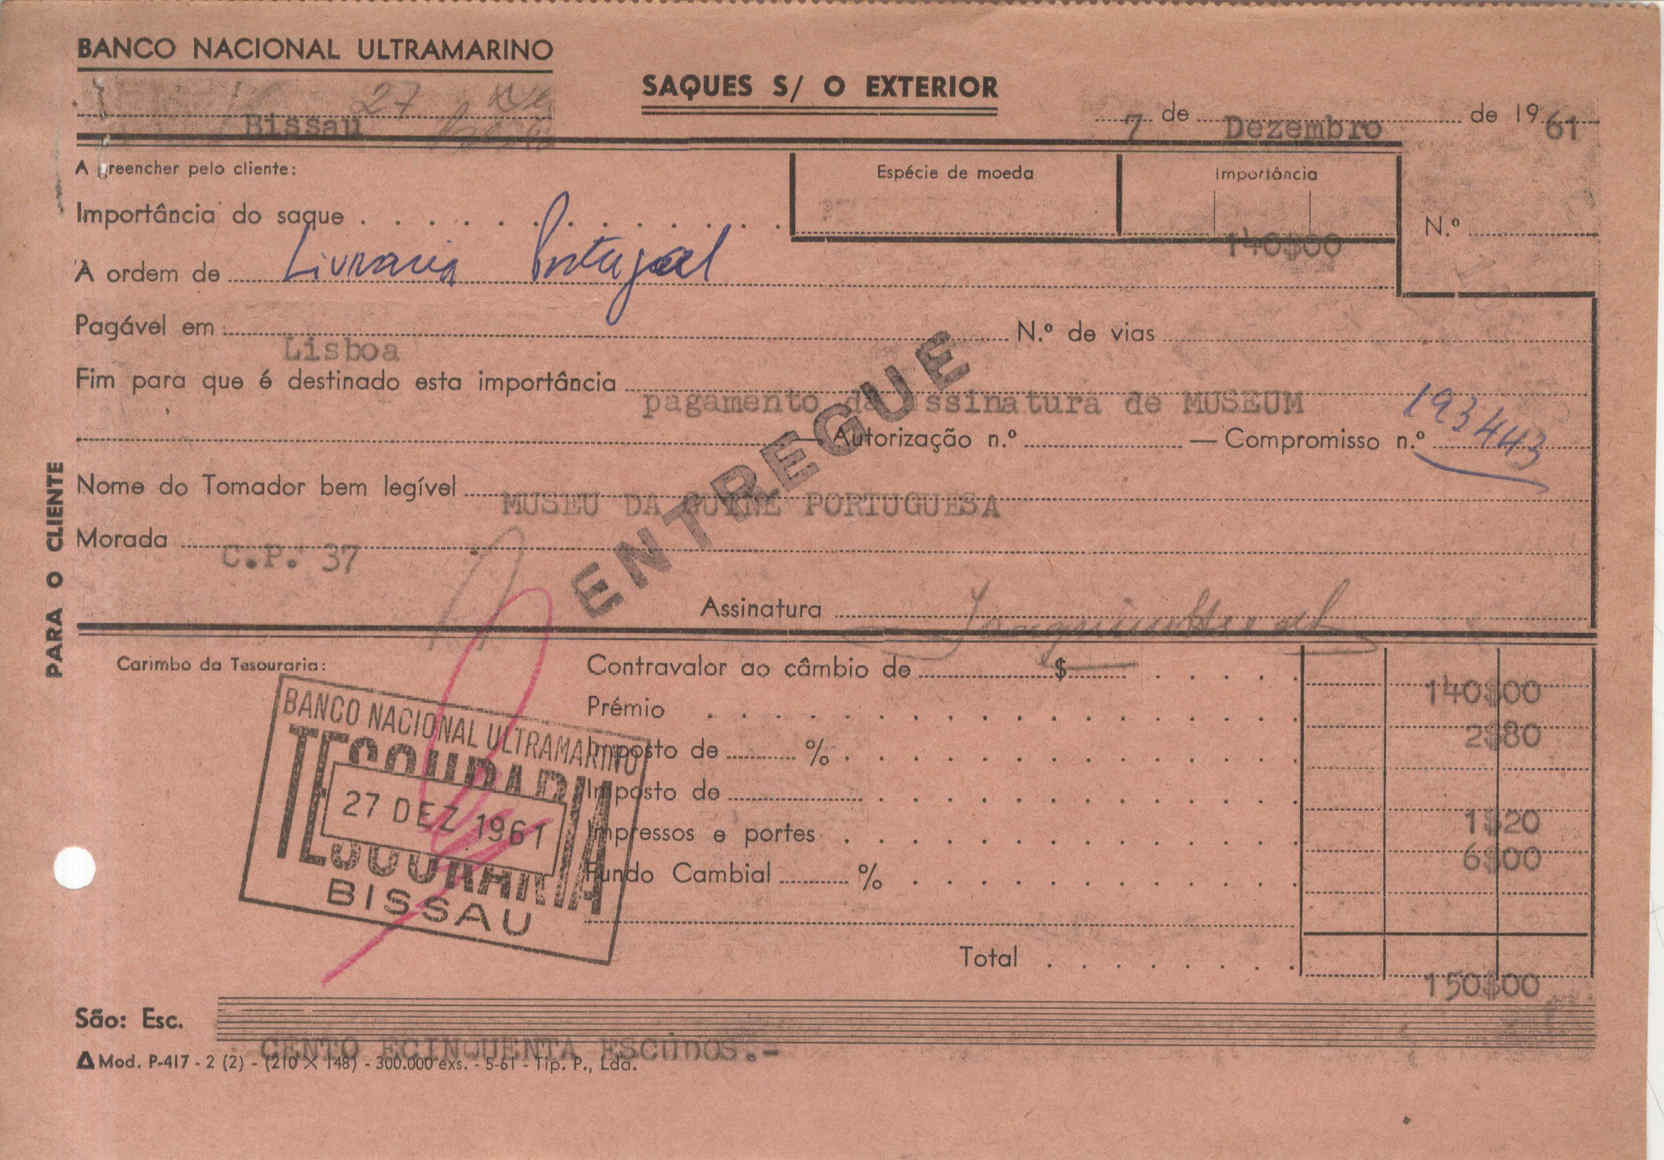 BANCO NACIONAL ULTRAMARINO
SAQUES S/ O EXTERIOR
27
Bissau
7 de Dezembro de 1961
A preencher pelo cliente:
Espécie de moeda
Importância
Importância do saque
140$00
N.º
À ordem de Livraria Portugal
Pagável em Lisboa
N.º de vias
Fim para que é destinado esta importância pagamento da assinatura de MUSEUM
— Autorização n.º — Compromisso n.º 193443
Nome do Tomador bem legível MUSEU DA GUINÉ PORTUGUESA
Morada C.P. 37
ENTREGUE
Assinatura
PARA O CLIENTE
Carimbo da Tesouraria:
BANCO NACIONAL ULTRAMARINO
TESOURARIA
27 DEZ 1961
TESOURARIA
BISSAU
Contravalor ao câmbio de $ 140$00
Prémio 2$80
Imposto de %
Imposto de 1$20
Impressos e portes 6$00
Fundo Cambial %
Total 150$00
São: Esc. CENTO ECINQUENTA ESCUDOS.-
Mod. P-417 - 2 (2) - (210 X 148) - 300.000 exs. - 5-61 - Tip. P., Lda.